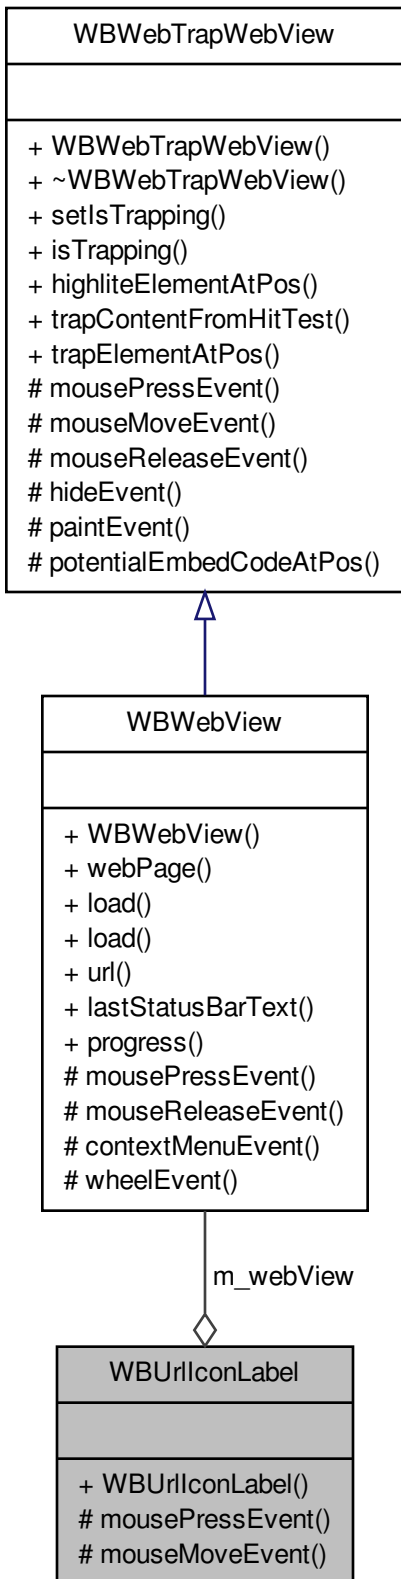 WBWebTrapWebView
+ WBWebTrapWebView()
+ ~WBWebTrapWebView()
+ setIsTrapping()
+ isTrapping()
+ highliteElementAtPos()
+ trapContentFromHitTest()
+ trapElementAtPos()
# mousePressEvent()
# mouseMoveEvent()
# mouseReleaseEvent()
# hideEvent()
# paintEvent()
# potentialEmbedCodeAtPos()
WBWebView
+ WBWebView()
+ webPage()
+ load()
+ load()
+ url()
+ lastStatusBarText()
+ progress()
# mousePressEvent()
# mouseReleaseEvent()
# contextMenuEvent()
# wheelEvent()
m_webView
WBUrlIconLabel
+ WBUrlIconLabel()
# mousePressEvent()
# mouseMoveEvent()